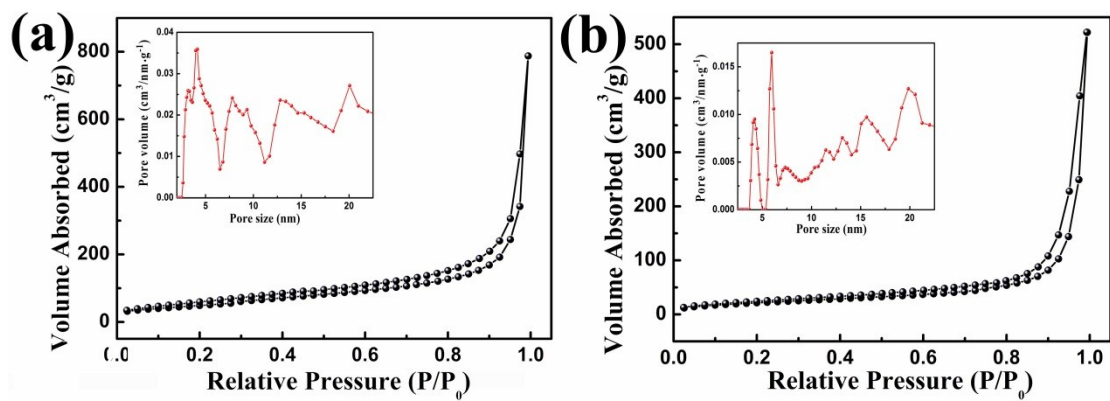 (a)
Volume Absorbed (cm³/g)
800
600
400
200
0
0.0 0.2 0.4 0.6 0.8 1.0
Relative Pressure (P/P₀)
Pore volume (cm³/nm·g⁻¹)
0.04
0.03
0.02
0.01
0.00
5 10 15 20
Pore size (nm)
(b)
Volume Absorbed (cm³/g)
500
400
300
200
100
0
0.0 0.2 0.4 0.6 0.8 1.0
Relative Pressure (P/P₀)
Pore volume (cm³/nm·g⁻¹)
0.015
0.010
0.005
0.000
5 10 15 20
Pore size (nm)